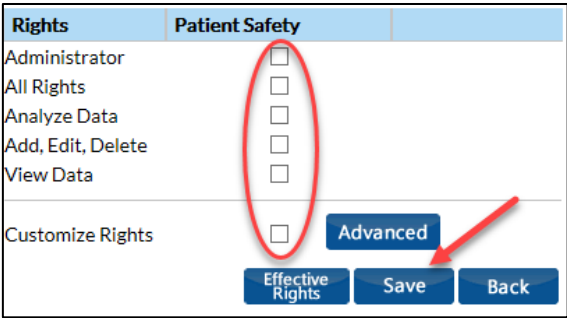 Rights Patient Safety
Administrator
All Rights
Analyze Data
Add, Edit, Delete
View Data
Customize Rights Advanced
Effective
Rights
Save Back